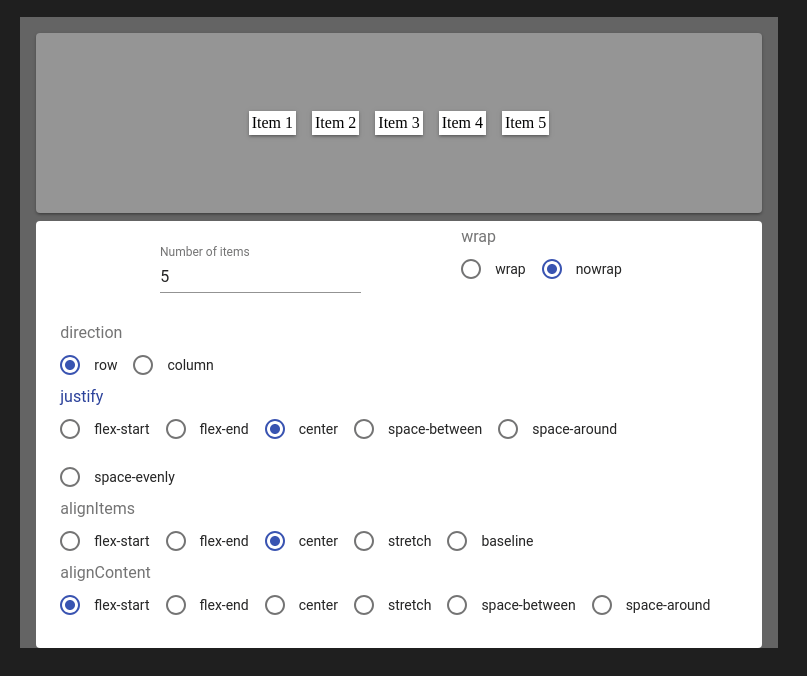 Item 1 Item 2 Item 3 Item 4 Item 5
Number of items
5
wrap
wrap nowrap
direction
row column
justify
flex-start flex-end center space-between space-around
space-evenly
alignItems
flex-start flex-end center stretch baseline
alignContent
flex-start flex-end center stretch space-between space-around